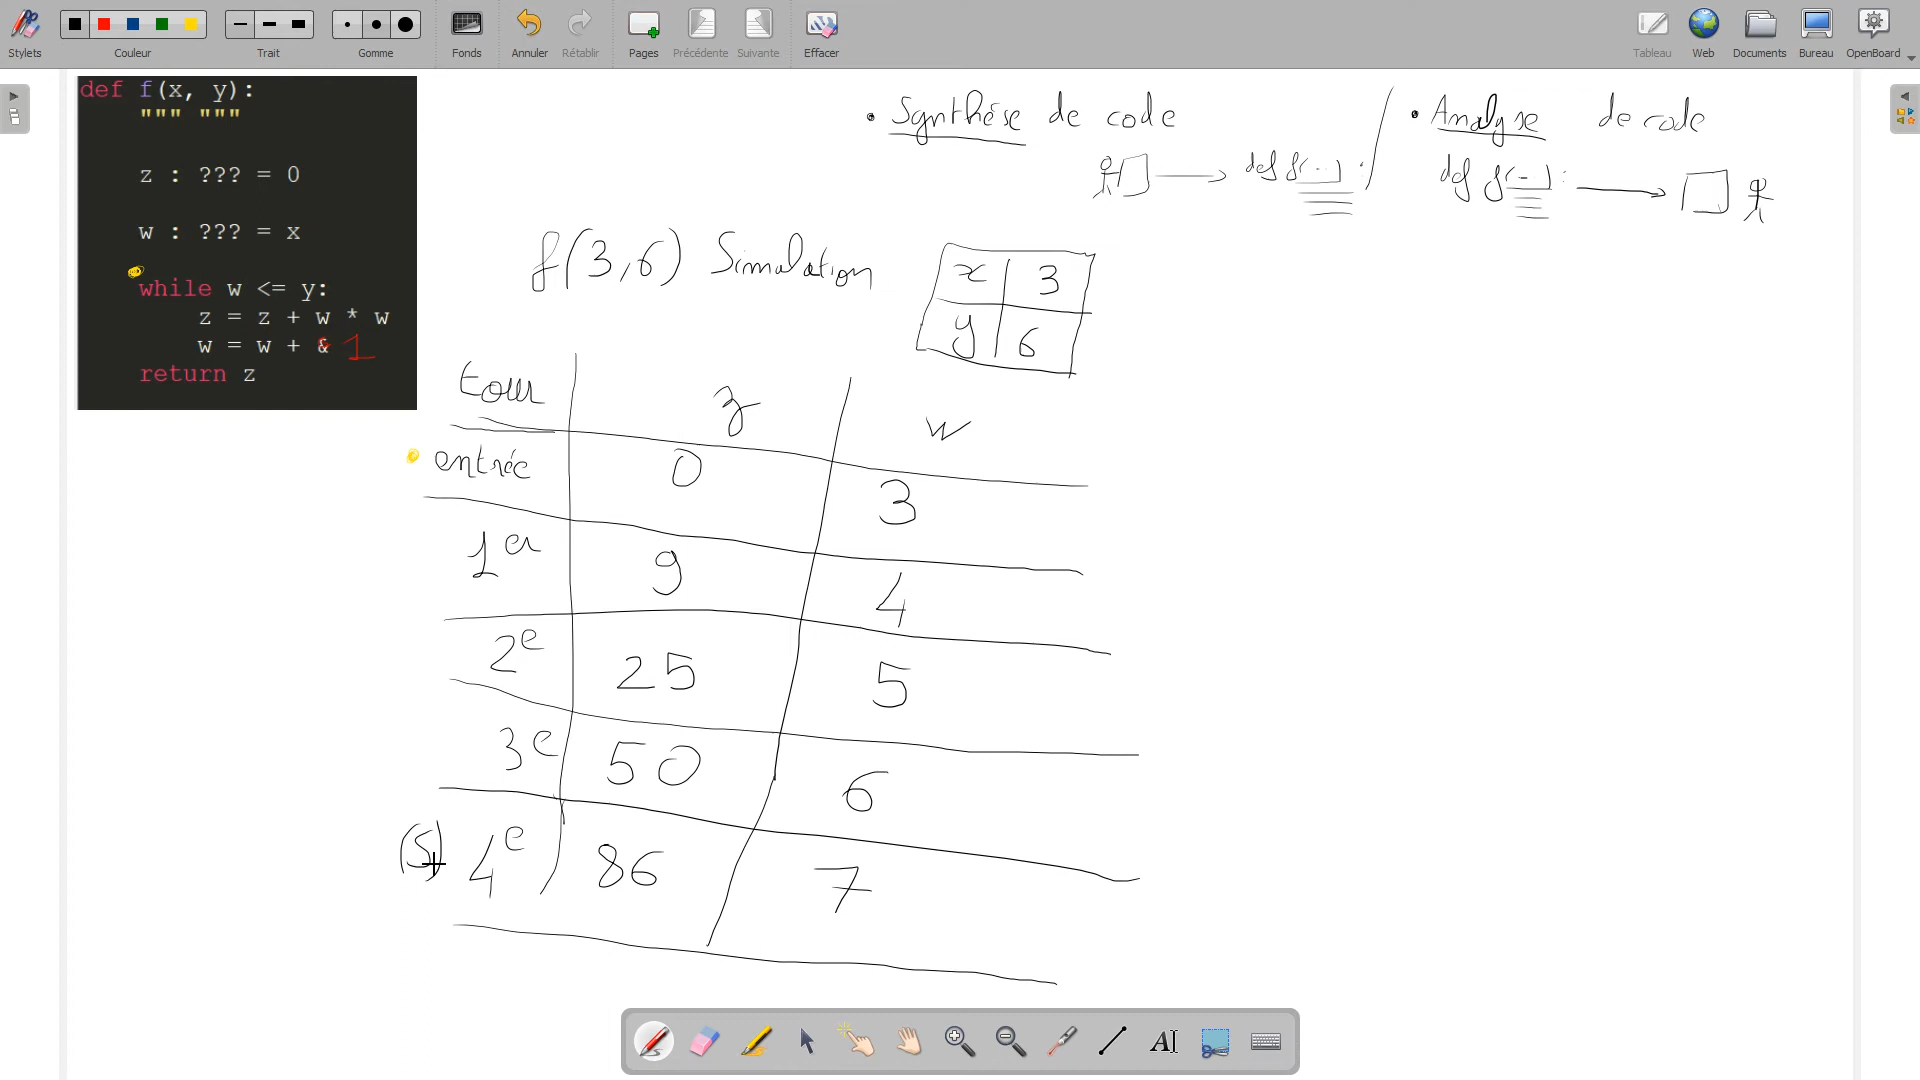 Stylets
Couleur
Trait
Gomme
Fonds
Annuler
Rétablir
Pages
Précédente
Suivante
Effacer
Tableau
Web
Documents
Bureau
OpenBoard
def f(x, y):
""" """
z : ??? = 0
w : ??? = x
while w <= y:
z = z + w * w
w = w + & 1
return z
• Synthèse de code
def f(...) :
• Analyse de code
def f(...) :
f(3,6) Simulation
x 3
y 6
tour z w
entrée 0 3
1er 9 4
2e 25 5
3e 50 6
(S) 4e 86 7